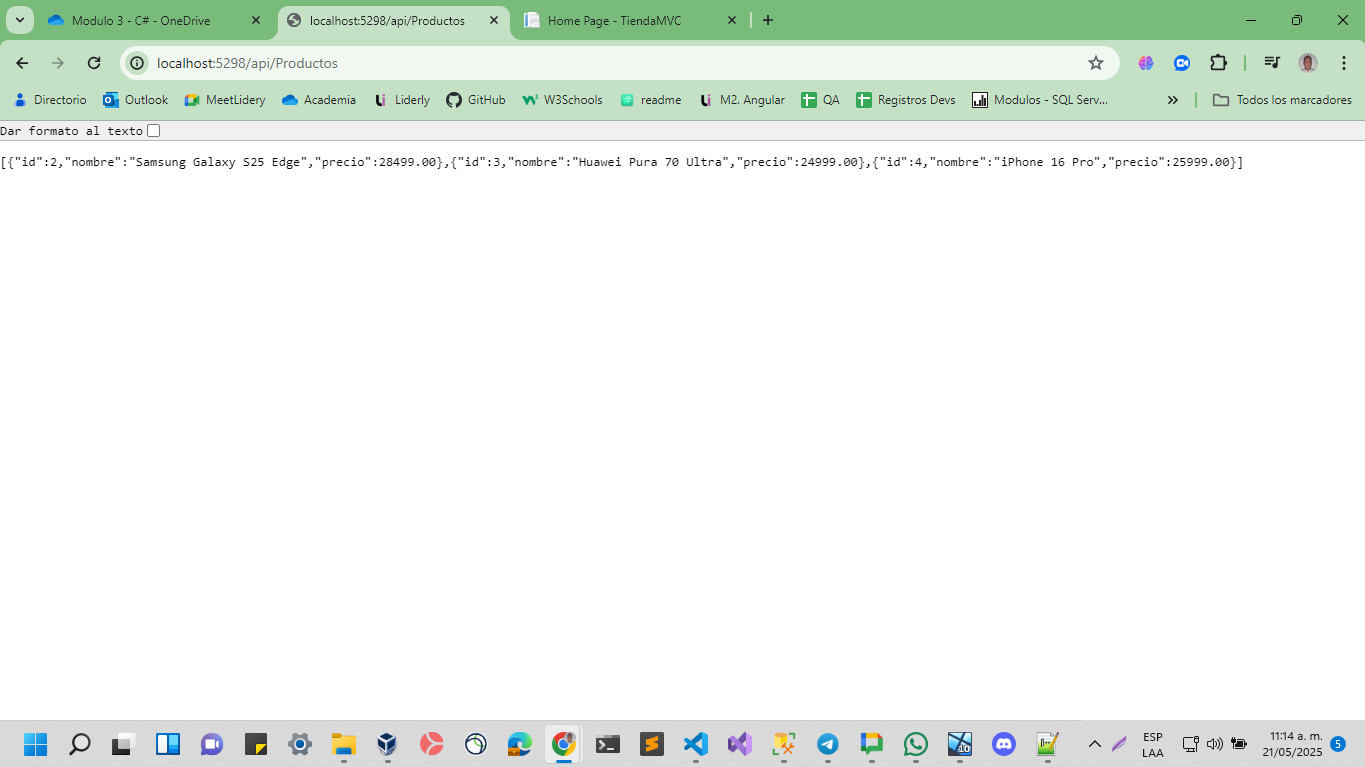 Modulo 3 - C# - OneDrive
localhost:5298/api/Productos
Home Page - TiendaMVC
localhost:5298/api/Productos
Directorio Outlook MeetLidery Academia Liderly GitHub W3Schools readme M2. Angular QA Registros Devs Modulos - SQL Serv... Todos los marcadores
Dar formato al texto
[{"id":2,"nombre":"Samsung Galaxy S25 Edge","precio":28499.00},{"id":3,"nombre":"Huawei Pura 70 Ultra","precio":24999.00},{"id":4,"nombre":"iPhone 16 Pro","precio":25999.00}]
ESP
LAA
11:14 a. m.
21/05/2025
5